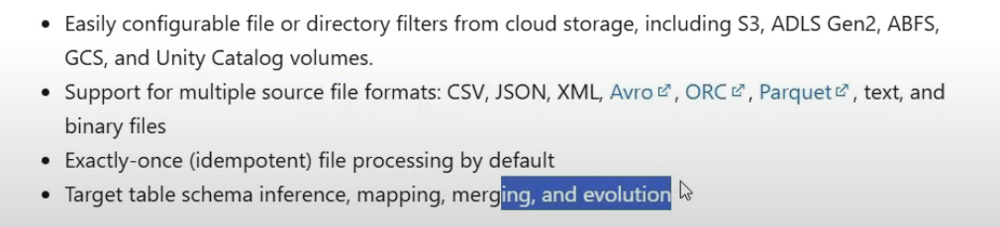 • Easily configurable file or directory filters from cloud storage, including S3, ADLS Gen2, ABFS,
GCS, and Unity Catalog volumes.
• Support for multiple source file formats: CSV, JSON, XML, Avro, ORC, Parquet, text, and
binary files
• Exactly-once (idempotent) file processing by default
• Target table schema inference, mapping, merging, and evolution